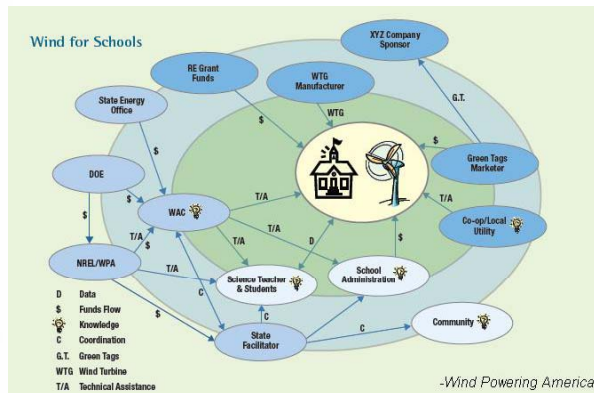 Wind for Schools
XYZ Company
Sponsor
RE Grant
Funds
WTG
Manufacturer
State Energy
Office
G.T.
$
WTG
$
$
Green Tags
Marketer
DOE
$
T/A
T/A
$
WAC
Co-op/Local
Utility
T/A
$
T/A
T/A
D
$
NREL/WPA
T/A
School
Administration
Science Teacher
& Students
C
D Data
$ Funds Flow
Knowledge
C Coordination
G.T. Green Tags
WTG Wind Turbine
T/A Technical Assistance
$
C
State
Facilitator
C
Community
-Wind Powering America